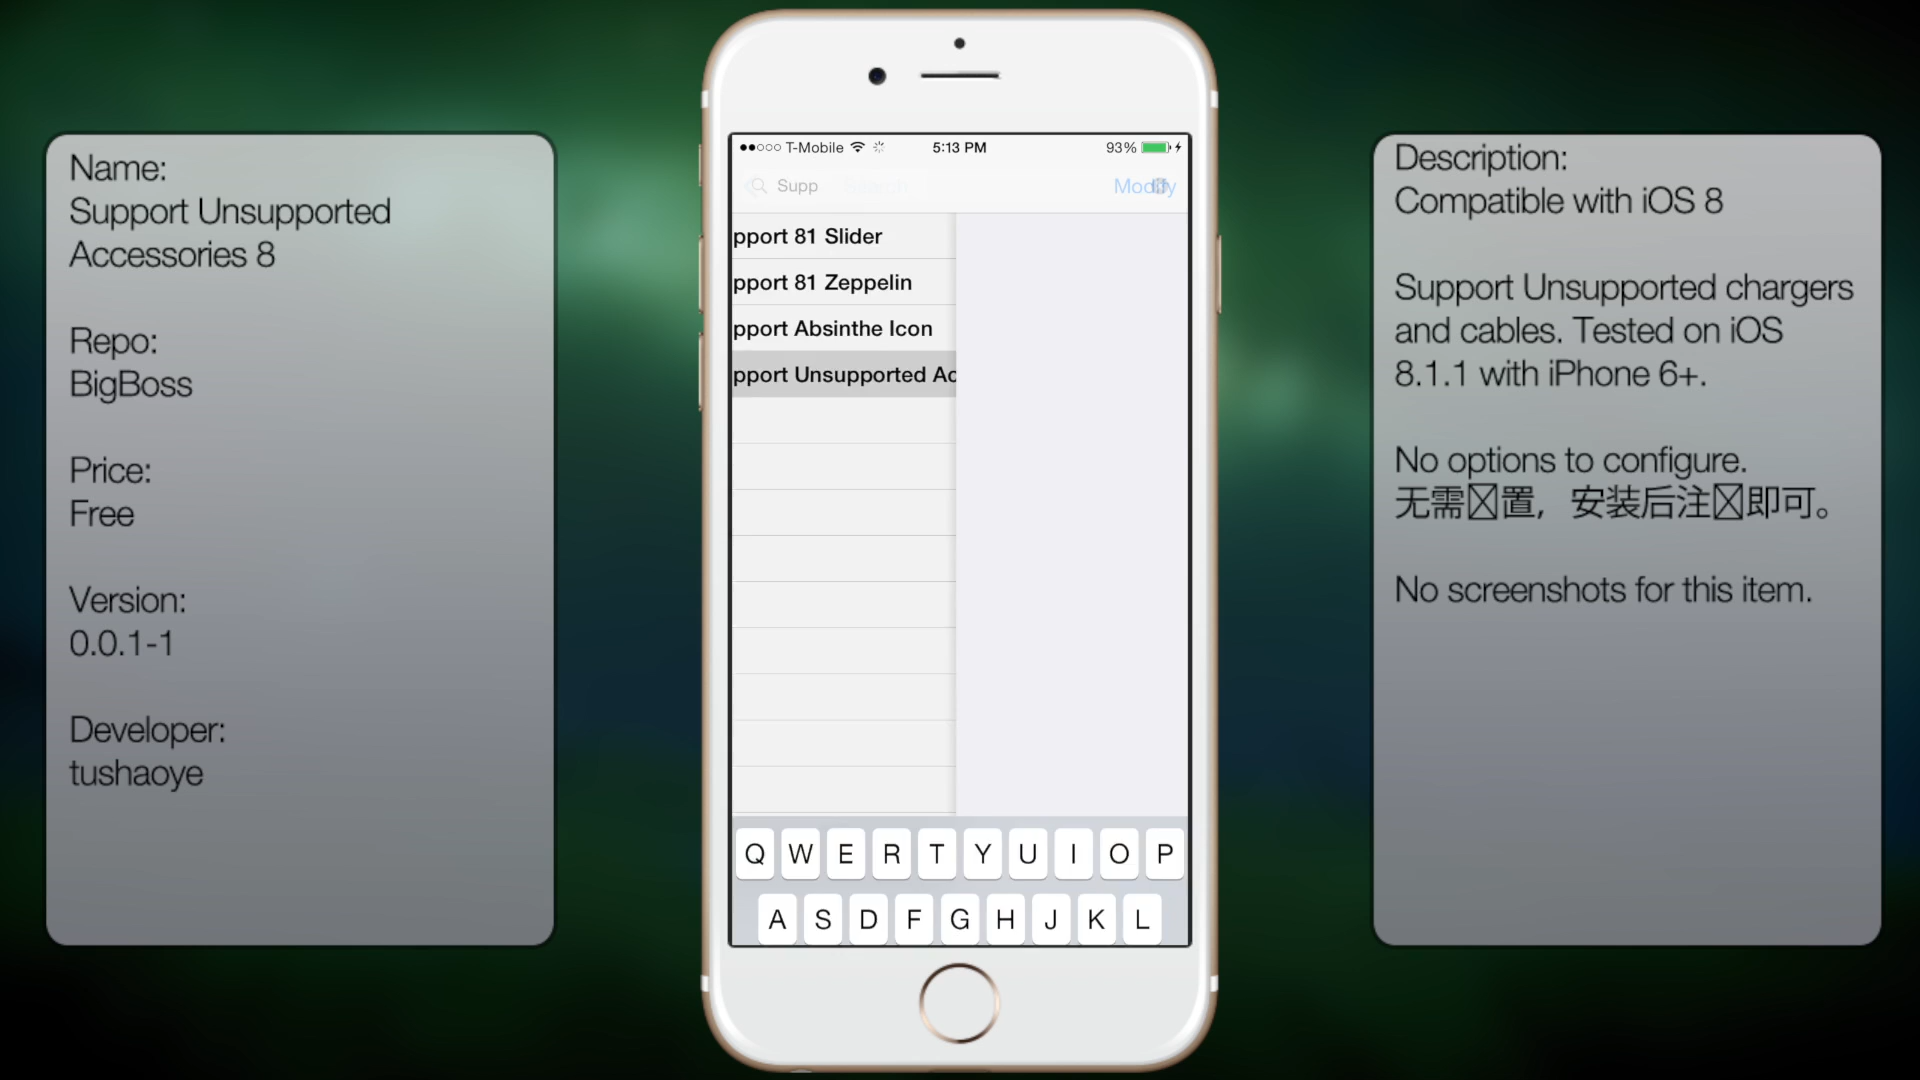 Name:
Support Unsupported
Accessories 8
Repo:
BigBoss
Price:
Free
Version:
0.0.1-1
Developer:
tushaoye
T-Mobile
5:13 PM
93%
Supp
Search
Modify
pport 81 Slider
pport 81 Zeppelin
pport Absinthe Icon
pport Unsupported Ac
Q W E R T Y U I O P
A S D F G H J K L
Description:
Compatible with iOS 8
Support Unsupported chargers
and cables. Tested on iOS
8.1.1 with iPhone 6+.
No options to configure.
无需☒置，安装后注☒即可。
No screenshots for this item.